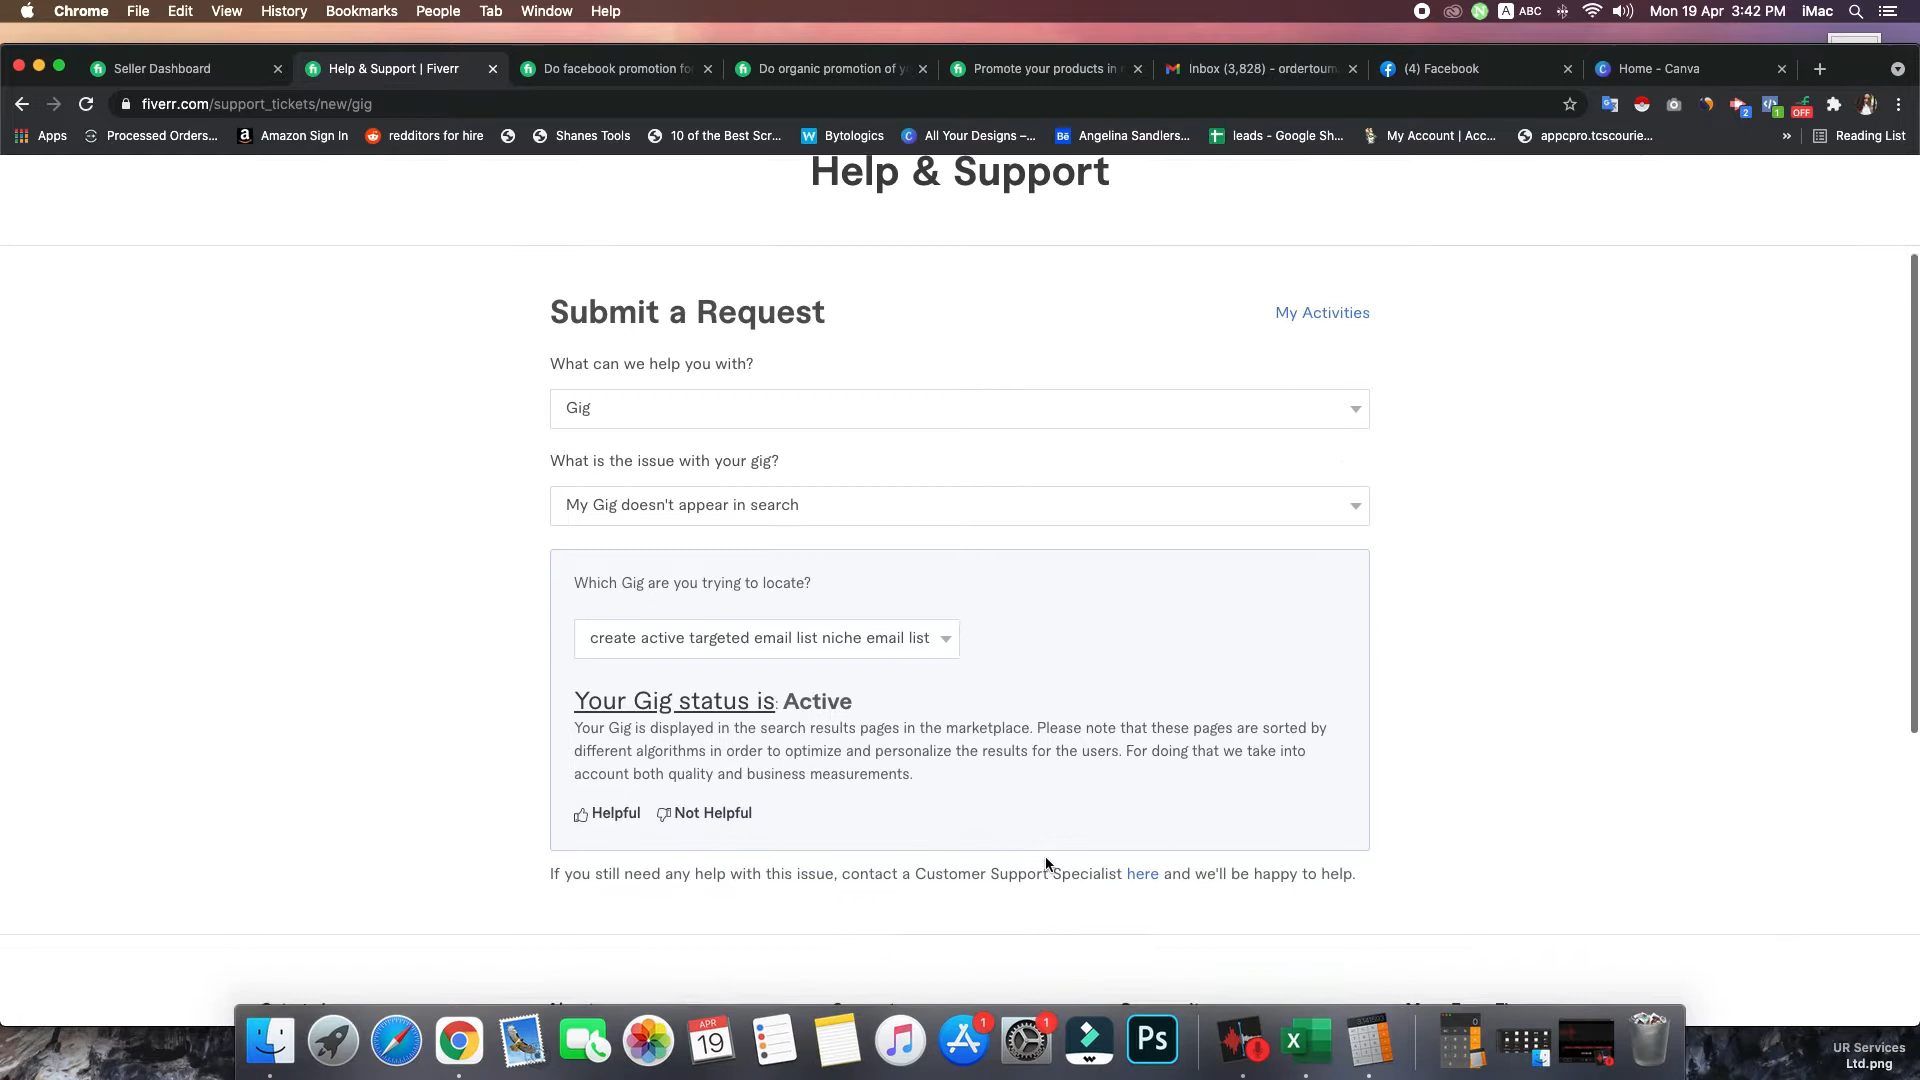 Chrome File Edit View History Bookmarks People Tab Window Help
A ABC Mon 19 Apr 3:42 PM iMac
Seller Dashboard
Help & Support | Fiverr
Do facebook promotion fo
Do organic promotion of y
Promote your products in
Inbox (3,828) - ordertoum
(4) Facebook
Home - Canva
fiverr.com/support_tickets/new/gig
2 1 OFF
Apps Processed Orders... Amazon Sign In redditors for hire Shanes Tools 10 of the Best Scr... Bytologics All Your Designs –... Angelina Sandlers... leads - Google Sh... My Account | Acc... appcpro.tcscourie... » Reading List
Help & Support
Submit a Request
My Activities
What can we help you with?
Gig
What is the issue with your gig?
My Gig doesn't appear in search
Which Gig are you trying to locate?
create active targeted email list niche email list
Your Gig status is: Active
Your Gig is displayed in the search results pages in the marketplace. Please note that these pages are sorted by
different algorithms in order to optimize and personalize the results for the users. For doing that we take into
account both quality and business measurements.
Helpful Not Helpful
If you still need any help with this issue, contact a Customer Support Specialist here and we'll be happy to help.
APR
19
1
1
Ps
X
UR Services
Ltd.png